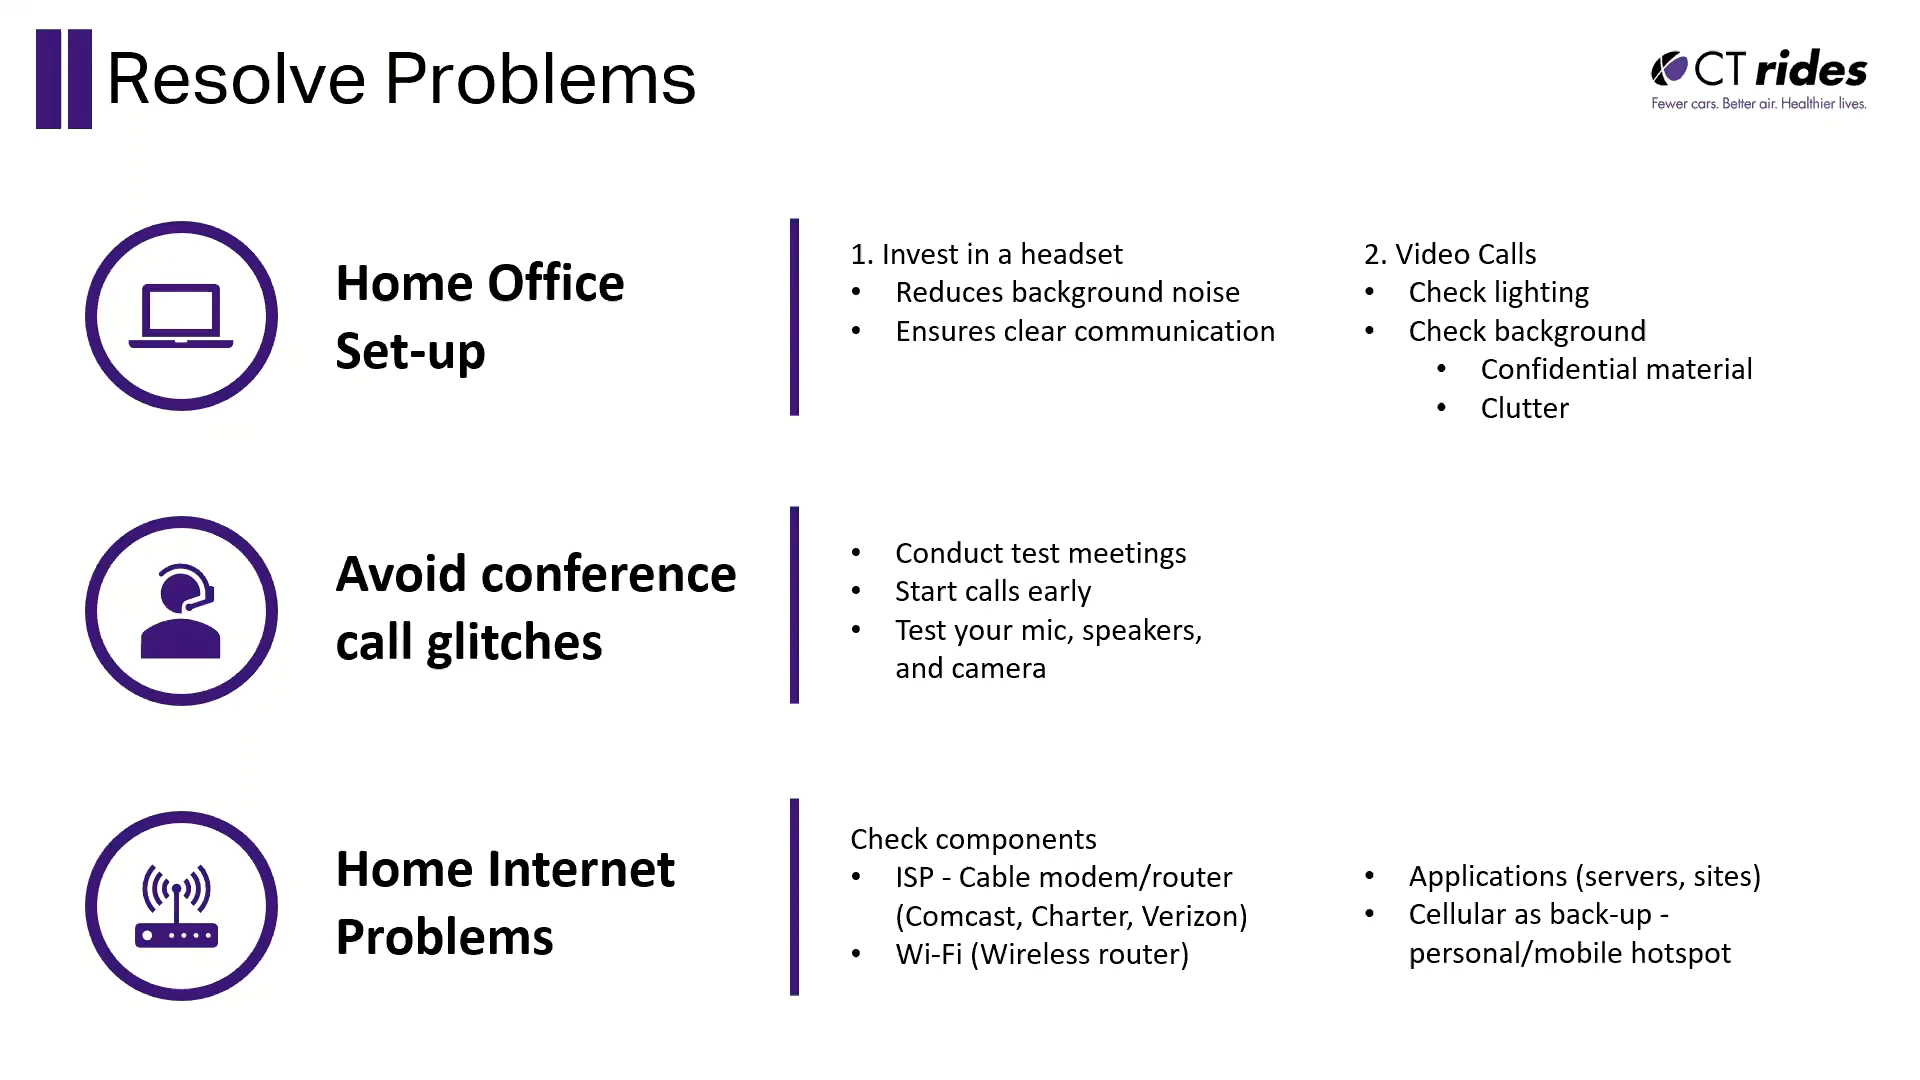 Resolve Problems
CT rides
Fewer cars. Better air. Healthier lives.
Home Office
Set-up
1. Invest in a headset
• Reduces background noise
• Ensures clear communication
2. Video Calls
• Check lighting
• Check background
• Confidential material
• Clutter
Avoid conference
call glitches
• Conduct test meetings
• Start calls early
• Test your mic, speakers,
and camera
Home Internet
Problems
Check components
• ISP - Cable modem/router
(Comcast, Charter, Verizon)
• Wi-Fi (Wireless router)
• Applications (servers, sites)
• Cellular as back-up -
personal/mobile hotspot